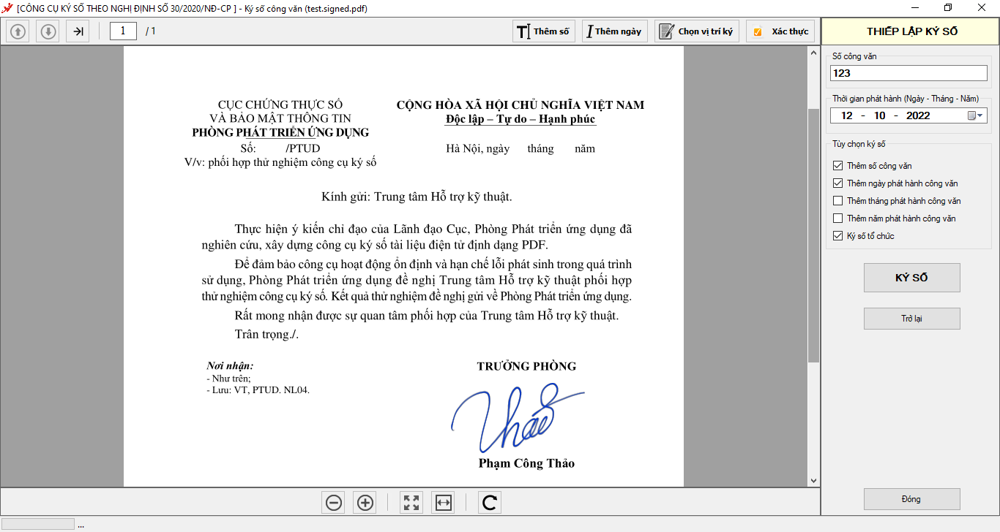 [CÔNG CỤ KÝ SỐ THEO NGHỊ ĐỊNH SỐ 30/2020/NĐ-CP ] - Ký số công văn (test.signed.pdf)
1 / 1
Thêm số
Thêm ngày
Chọn vị trí ký
Xác thực
CỤC CHỨNG THỰC SỐ
VÀ BẢO MẬT THÔNG TIN
PHÒNG PHÁT TRIỂN ỨNG DỤNG
Số: /PTUD
V/v: phối hợp thử nghiệm công cụ ký số
CỘNG HÒA XÃ HỘI CHỦ NGHĨA VIỆT NAM
Độc lập – Tự do – Hạnh phúc
Hà Nội, ngày tháng năm
Kính gửi: Trung tâm Hỗ trợ kỹ thuật.
Thực hiện ý kiến chỉ đạo của Lãnh đạo Cục, Phòng Phát triển ứng dụng đã
nghiên cứu, xây dựng công cụ ký số tài liệu điện tử định dạng PDF.
Để đảm bảo công cụ hoạt động ổn định và hạn chế lỗi phát sinh trong quá trình
sử dụng, Phòng Phát triển ứng dụng đề nghị Trung tâm Hỗ trợ kỹ thuật phối hợp
thử nghiệm công cụ ký số. Kết quả thử nghiệm đề nghị gửi về Phòng Phát triển ứng dụng.
Rất mong nhận được sự quan tâm phối hợp của Trung tâm Hỗ trợ kỹ thuật.
Trân trọng./.
Nơi nhận:
- Như trên;
- Lưu: VT, PTUD. NL04.
TRƯỞNG PHÒNG
Thảo
Phạm Công Thảo
THIẾP LẬP KÝ SỐ
Số công văn
123
Thời gian phát hành (Ngày - Tháng - Năm)
12 - 10 - 2022
Tùy chọn ký số
Thêm số công văn
Thêm ngày phát hành công văn
Thêm tháng phát hành công văn
Thêm năm phát hành công văn
Ký số tổ chức
KÝ SỐ
Trở lại
Đóng
...